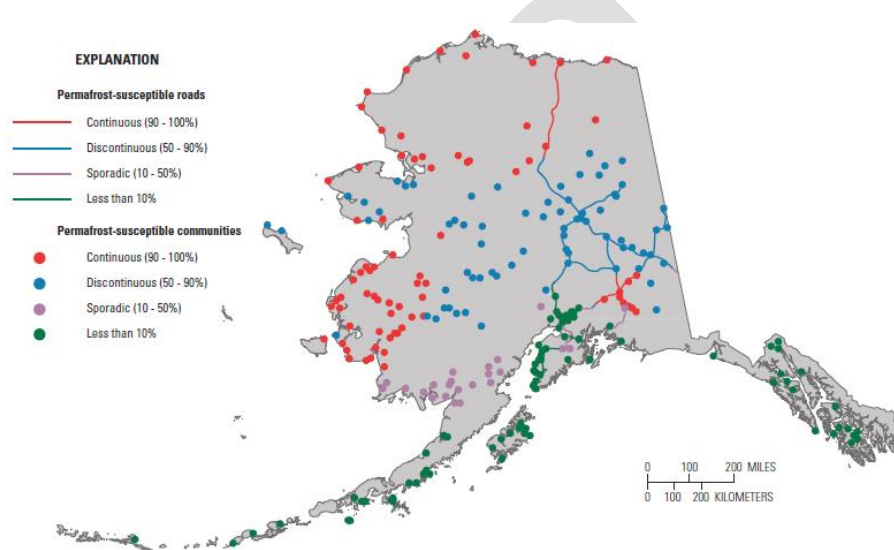 EXPLANATION
Permafrost-susceptible roads
Continuous (90 - 100%)
Discontinuous (50 - 90%)
Sporadic (10 - 50%)
Less than 10%
Permafrost-susceptible communities
Continuous (90 - 100%)
Discontinuous (50 - 90%)
Sporadic (10 - 50%)
Less than 10%
0 100 200 MILES
0 100 200 KILOMETERS